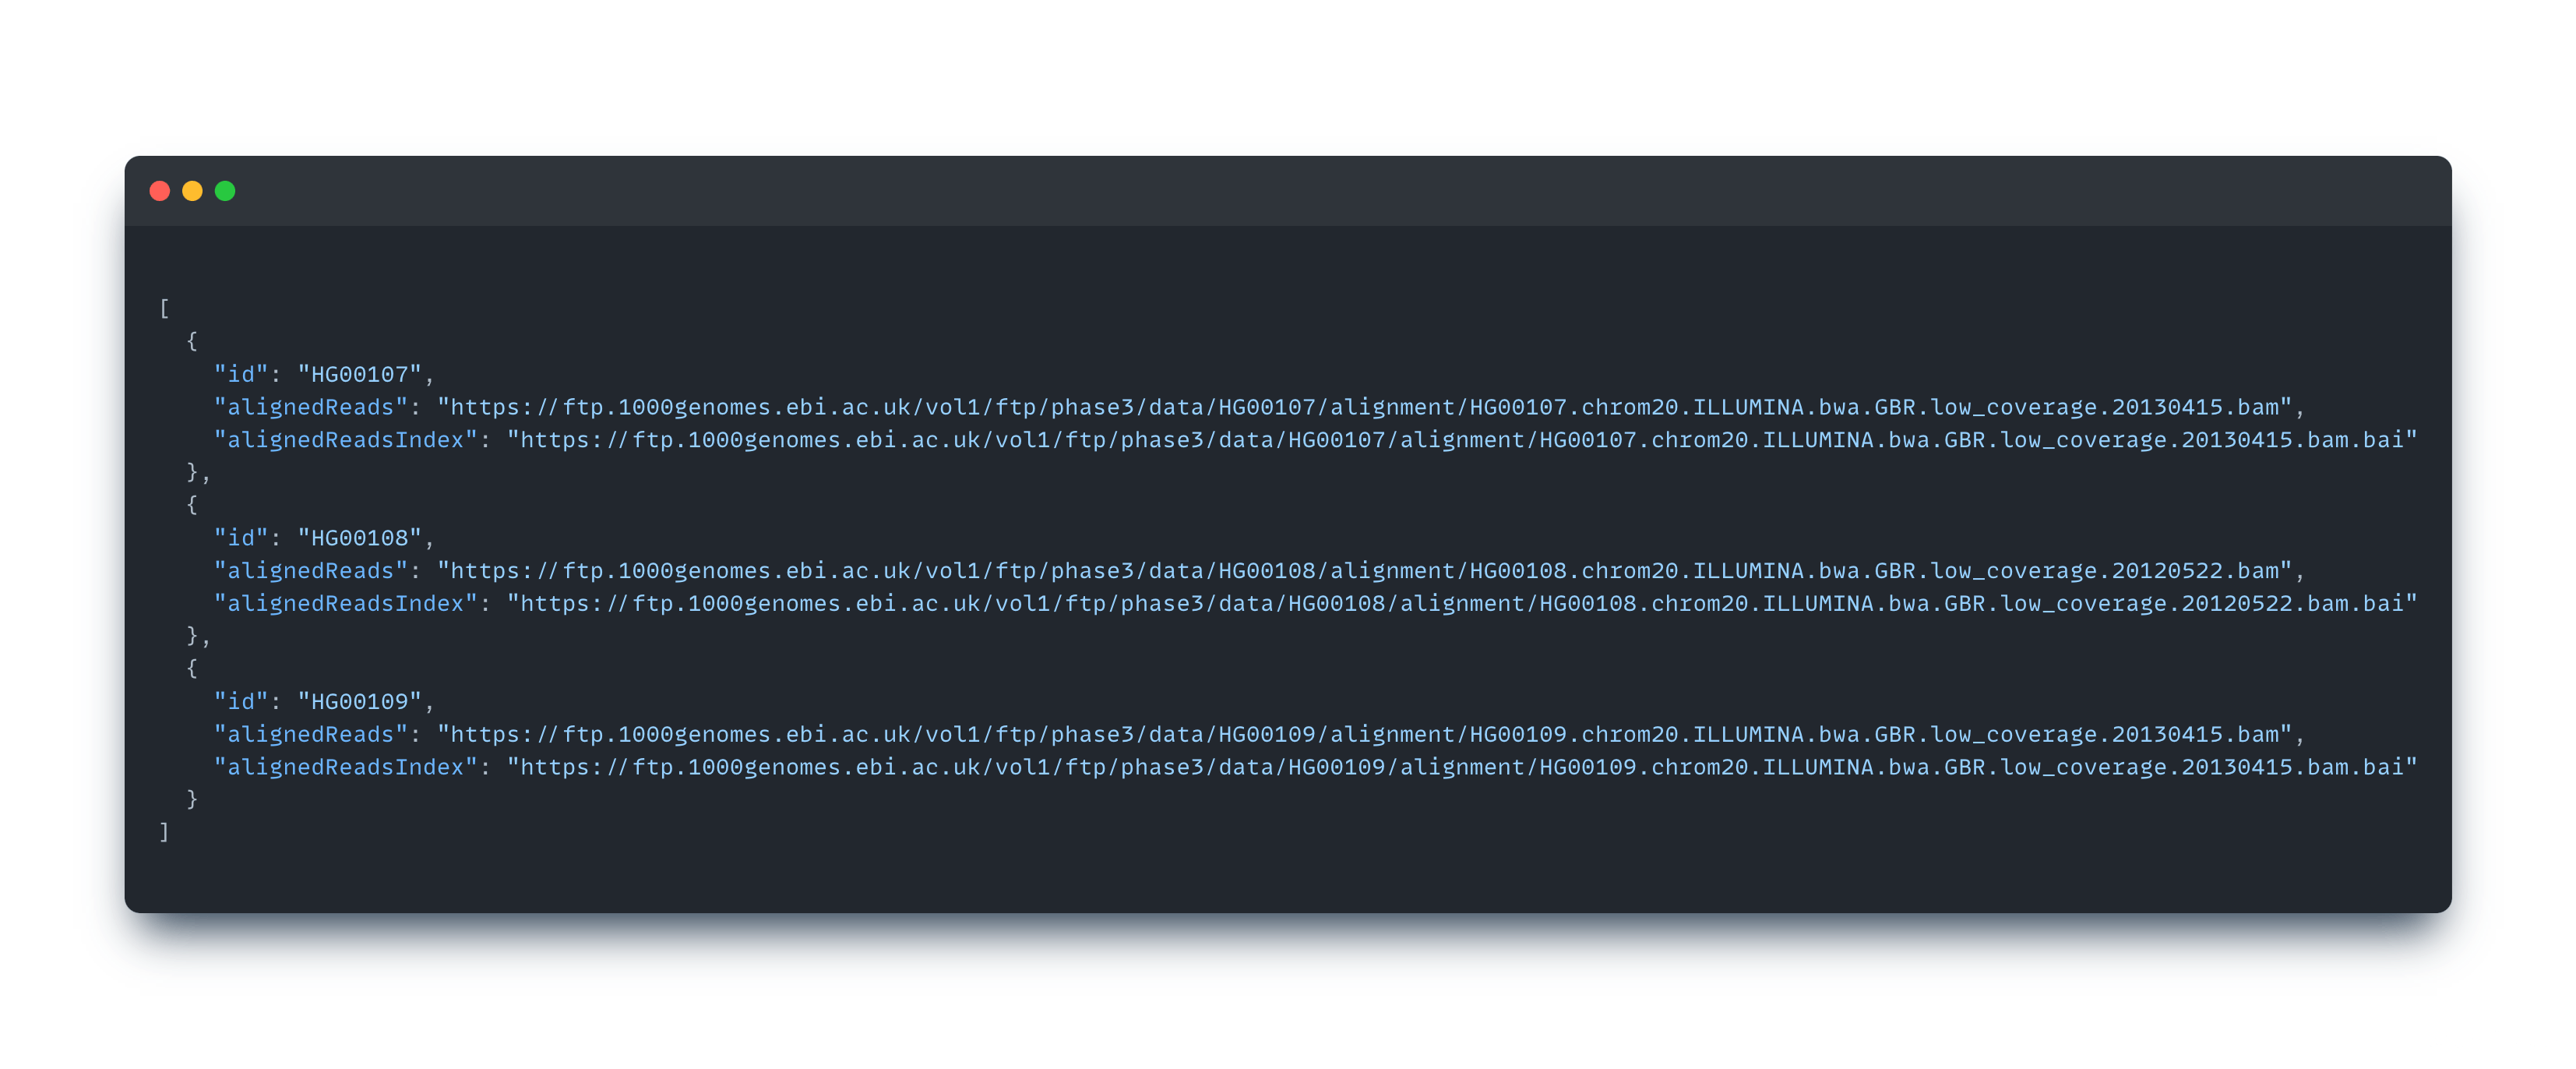 [
  {
    "id": "HG00107",
    "alignedReads": "https://ftp.1000genomes.ebi.ac.uk/vol1/ftp/phase3/data/HG00107/alignment/HG00107.chrom20.ILLUMINA.bwa.GBR.low_coverage.20130415.bam",
    "alignedReadsIndex": "https://ftp.1000genomes.ebi.ac.uk/vol1/ftp/phase3/data/HG00107/alignment/HG00107.chrom20.ILLUMINA.bwa.GBR.low_coverage.20130415.bam.bai"
  },
  {
    "id": "HG00108",
    "alignedReads": "https://ftp.1000genomes.ebi.ac.uk/vol1/ftp/phase3/data/HG00108/alignment/HG00108.chrom20.ILLUMINA.bwa.GBR.low_coverage.20120522.bam",
    "alignedReadsIndex": "https://ftp.1000genomes.ebi.ac.uk/vol1/ftp/phase3/data/HG00108/alignment/HG00108.chrom20.ILLUMINA.bwa.GBR.low_coverage.20120522.bam.bai"
  },
  {
    "id": "HG00109",
    "alignedReads": "https://ftp.1000genomes.ebi.ac.uk/vol1/ftp/phase3/data/HG00109/alignment/HG00109.chrom20.ILLUMINA.bwa.GBR.low_coverage.20130415.bam",
    "alignedReadsIndex": "https://ftp.1000genomes.ebi.ac.uk/vol1/ftp/phase3/data/HG00109/alignment/HG00109.chrom20.ILLUMINA.bwa.GBR.low_coverage.20130415.bam.bai"
  }
]